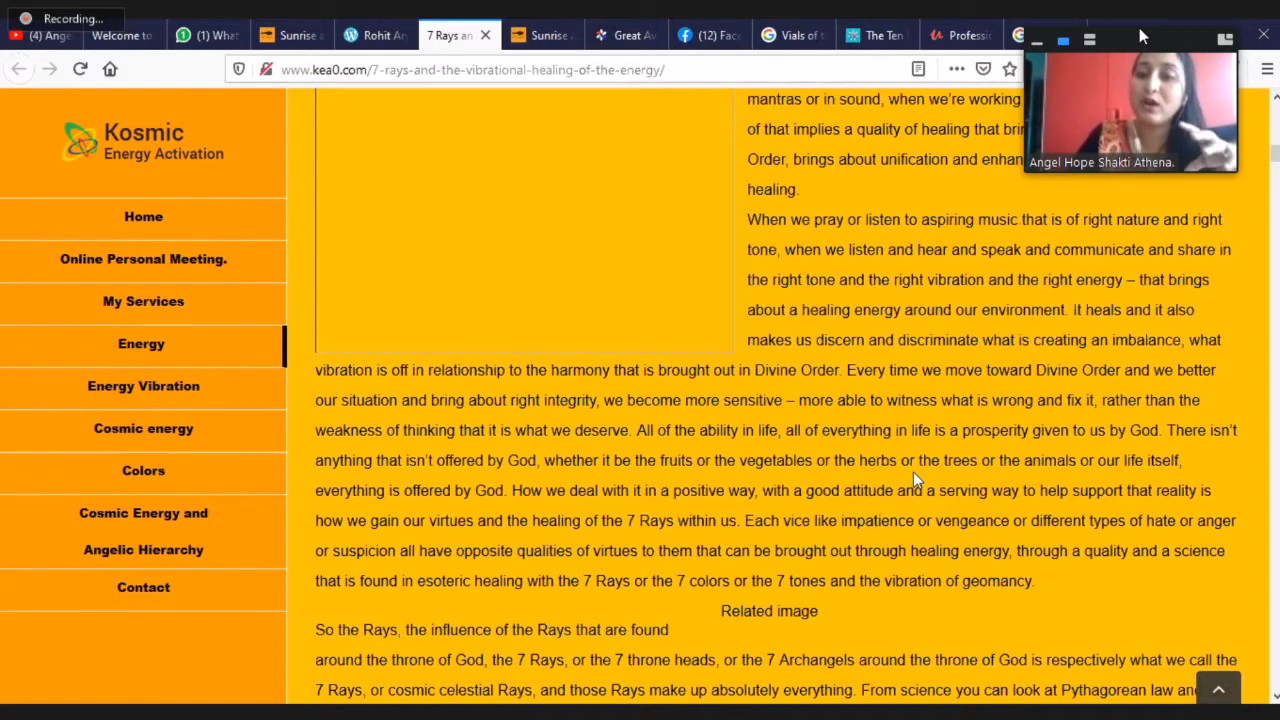 Recording...
(4) Ang
Welcome to
(1) What
Sunrise a
Rohit Ar
7 Rays an
Sunrise
Great Av
(12) Face
Vials of t
The Ten
Professi
www.kea0.com/7-rays-and-the-vibrational-healing-of-the-energy/
Angel Hope Shakti Athena.
Kosmic
Energy Activation
Home
Online Personal Meeting.
My Services
Energy
Energy Vibration
Cosmic energy
Colors
Cosmic Energy and
Angelic Hierarchy
Contact
mantras or in sound, when we're working
of that implies a quality of healing that brin
Order, brings about unification and enhan
healing.
When we pray or listen to aspiring music that is of right nature and right
tone, when we listen and hear and speak and communicate and share in
the right tone and the right vibration and the right energy – that brings
about a healing energy around our environment. It heals and it also
makes us discern and discriminate what is creating an imbalance, what
vibration is off in relationship to the harmony that is brought out in Divine Order. Every time we move toward Divine Order and we better
our situation and bring about right integrity, we become more sensitive – more able to witness what is wrong and fix it, rather than the
weakness of thinking that it is what we deserve. All of the ability in life, all of everything in life is a prosperity given to us by God. There isn't
anything that isn't offered by God, whether it be the fruits or the vegetables or the herbs or the trees or the animals or our life itself,
everything is offered by God. How we deal with it in a positive way, with a good attitude and a serving way to help support that reality is
how we gain our virtues and the healing of the 7 Rays within us. Each vice like impatience or vengeance or different types of hate or anger
or suspicion all have opposite qualities of virtues to them that can be brought out through healing energy, through a quality and a science
that is found in esoteric healing with the 7 Rays or the 7 colors or the 7 tones and the vibration of geomancy.
Related image
So the Rays, the influence of the Rays that are found
around the throne of God, the 7 Rays, or the 7 throne heads, or the 7 Archangels around the throne of God is respectively what we call the
7 Rays, or cosmic celestial Rays, and those Rays make up absolutely everything. From science you can look at Pythagorean law an